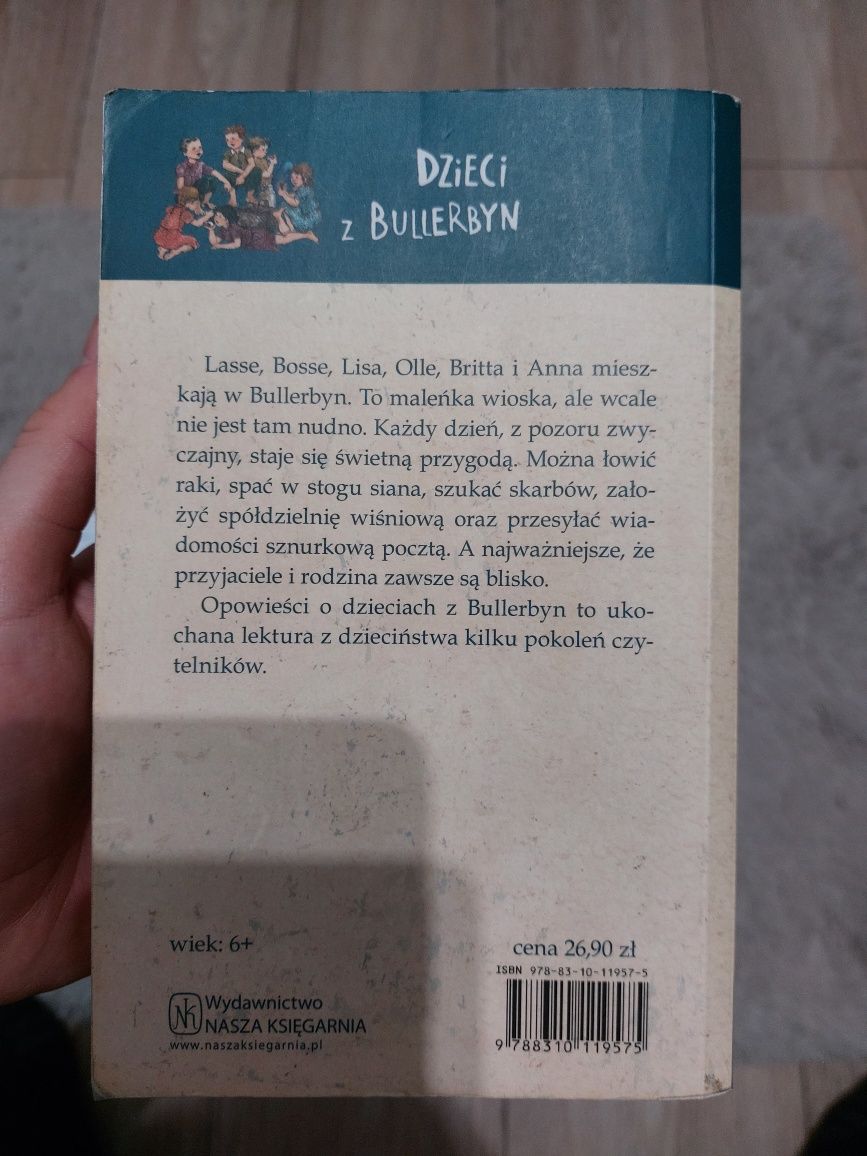 DZIECI
Z BULLERBYN
Lasse, Bosse, Lisa, Olle, Britta i Anna miesz-
kają w Bullerbyn. To maleńka wioska, ale wcale
nie jest tam nudno. Każdy dzień, z pozoru zwy-
czajny, staje się świetną przygodą. Można łowić
raki, spać w stogu siana, szukać skarbów, zało-
żyć spółdzielnię wiśniową oraz przesyłać wia-
domości sznurkową pocztą. A najważniejsze, że
przyjaciele i rodzina zawsze są blisko.
Opowieści o dzieciach z Bullerbyn to uko-
chana lektura z dzieciństwa kilku pokoleń czy-
telników.
wiek: 6+
cena 26,90 zł
ISBN 978-83-10-11957-5
NK Wydawnictwo
NASZA KSIĘGARNIA
www.naszaksiegarnia.pl
9 788310 119575